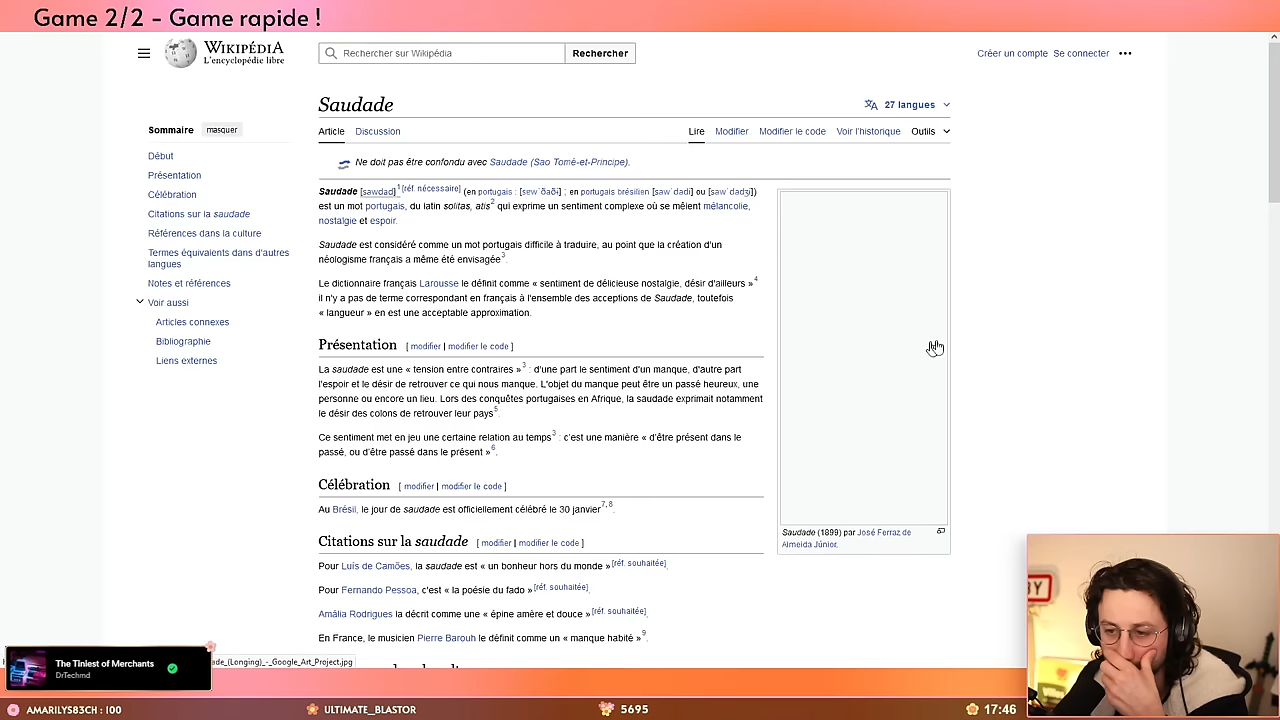 Game 2/2 - Game rapide !
WIKIPÉDIA
L'encyclopédie libre
Rechercher sur Wikipédia
Rechercher
Créer un compte Se connecter
Saudade
27 langues
Article Discussion
Lire Modifier Modifier le code Voir l'historique Outils
Sommaire masquer
Début
Présentation
Célébration
Citations sur la saudade
Références dans la culture
Termes équivalents dans d'autres
langues
Notes et références
Voir aussi
Articles connexes
Bibliographie
Liens externes
Ne doit pas être confondu avec Saudade (Sao Tomé-et-Principe).
Saudade [sawdad]1[réf. nécessaire] (en portugais : [sɐwˈðaðɨ] ; en portugais brésilien [sawˈdadi] ou [sawˈdadʒi])
est un mot portugais, du latin solitas, atis2 qui exprime un sentiment complexe où se mêlent mélancolie,
nostalgie et espoir.
Saudade est considéré comme un mot portugais difficile à traduire, au point que la création d'un
néologisme français a même été envisagée3.
Le dictionnaire français Larousse le définit comme « sentiment de délicieuse nostalgie, désir d'ailleurs »4
il n'y a pas de terme correspondant en français à l'ensemble des acceptions de Saudade, toutefois
« langueur » en est une acceptable approximation.
Présentation [ modifier | modifier le code ]
La saudade est une « tension entre contraires »3 : d'une part le sentiment d'un manque, d'autre part
l'espoir et le désir de retrouver ce qui nous manque. L'objet du manque peut être un passé heureux, une
personne ou encore un lieu. Lors des conquêtes portugaises en Afrique, la saudade exprimait notamment
le désir des colons de retrouver leur pays5.
Ce sentiment met en jeu une certaine relation au temps3 : c'est une manière « d'être présent dans le
passé, ou d'être passé dans le présent »6.
Célébration [ modifier | modifier le code ]
Au Brésil, le jour de saudade est officiellement célébré le 30 janvier7, 8.
Citations sur la saudade [ modifier | modifier le code ]
Pour Luís de Camões, la saudade est « un bonheur hors du monde »[réf. souhaitée].
Pour Fernando Pessoa, c'est « la poésie du fado »[réf. souhaitée].
Amália Rodrigues la décrit comme une « épine amère et douce »[réf. souhaitée].
En France, le musicien Pierre Barouh le définit comme un « manque habité »9.
Saudade (1899) par José Ferraz de
Almeida Júnior.
ade_(Longing)_-_Google_Art_Project.jpg
The Tiniest of Merchants
DrTechmd
AMARILYS83CH : 100
ULTIMATE_BLASTOR
5695
17:46